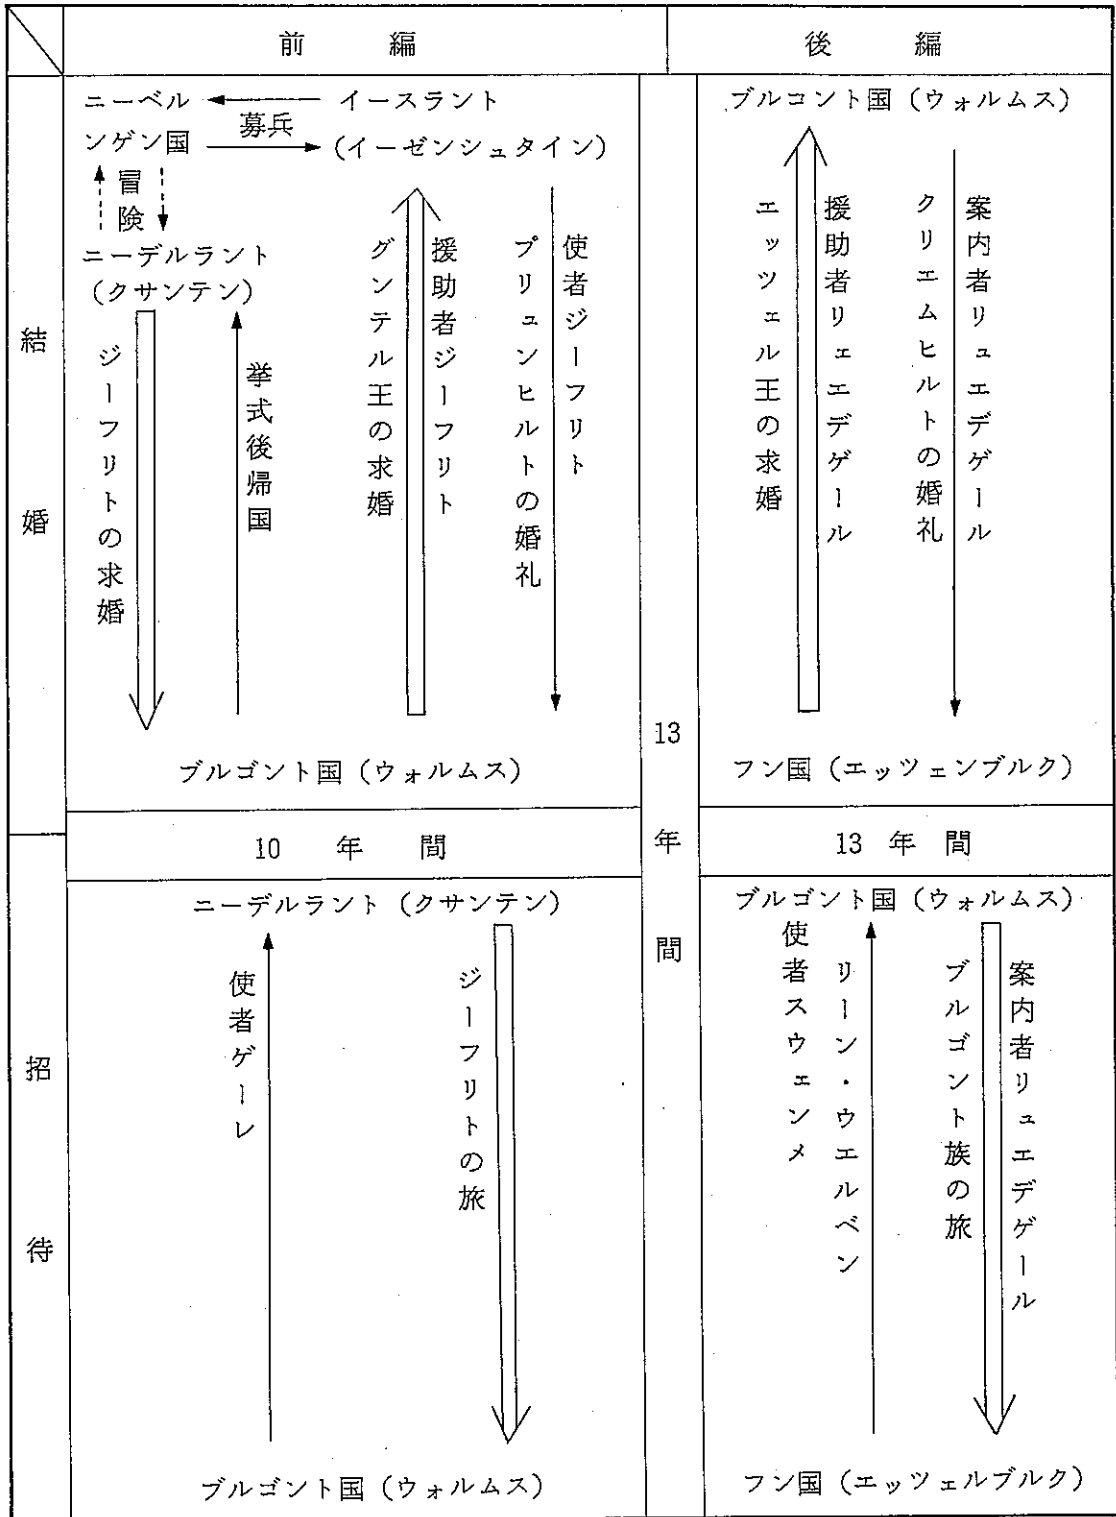 前編
後編
結婚
ニーベル
ンゲン国
募兵
イースラント
(イーゼンシュタイン)
冒険
ニーデルラント
(クサンテン)
ジーフリトの求婚
挙式後帰国
グンテル王の求婚
援助者ジーフリト
プリュンヒルトの婚礼
使者ジーフリト
ブルゴント国(ウォルムス)
13年間
ブルコント国(ウォルムス)
エッツェル王の求婚
援助者リェエデゲール
クリエムヒルトの婚礼
案内者リュエデゲール
フン国(エッツェンブルク)
招待
10年間
ニーデルラント(クサンテン)
使者ゲーレ
ジーフリトの旅
ブルゴント国(ウォルムス)
13年間
ブルゴント国(ウォルムス)
使者スウェンメ
リーン・ウエルベン
ブルゴント族の旅
案内者リュエデゲール
フン国(エッツェルブルク)